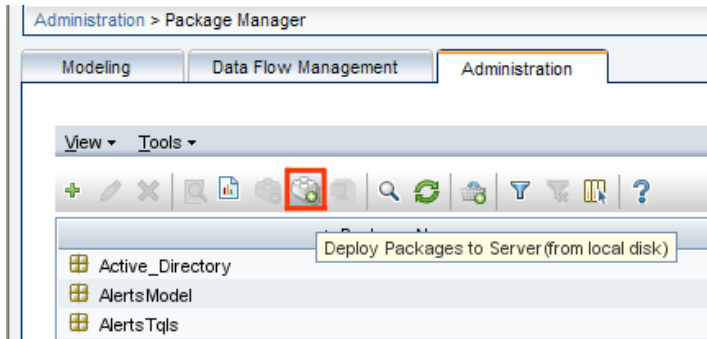 Administration > Package Manager
Modeling Data Flow Management Administration
View Tools
Deploy Packages to Server(from local disk)
Active_Directory
AlertsModel
AlertsTqls